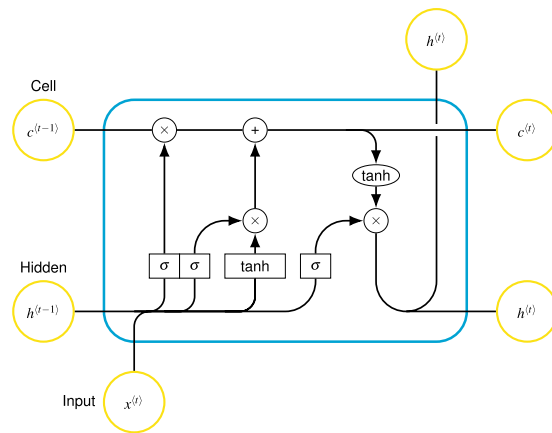 h⟨t⟩
Cell
c⟨t−1⟩
×
+
c⟨t⟩
tanh
×
×
σ
σ
tanh
σ
Hidden
h⟨t−1⟩
h⟨t⟩
Input
x⟨t⟩